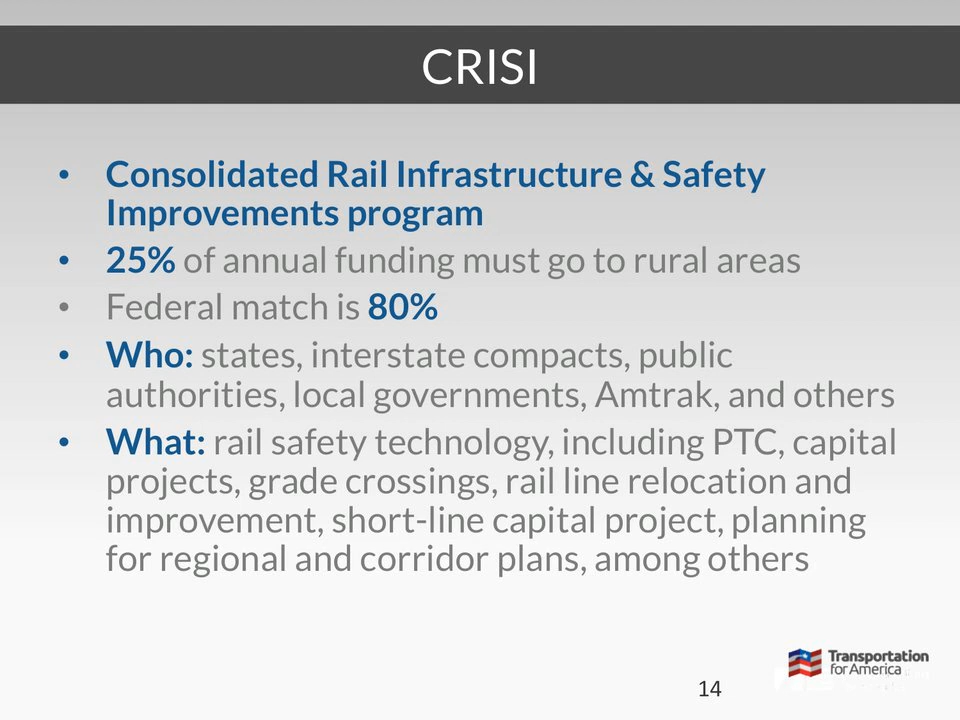 CRISI
• Consolidated Rail Infrastructure & Safety
Improvements program
• 25% of annual funding must go to rural areas
• Federal match is 80%
• Who: states, interstate compacts, public
authorities, local governments, Amtrak, and others
• What: rail safety technology, including PTC, capital
projects, grade crossings, rail line relocation and
improvement, short-line capital project, planning
for regional and corridor plans, among others
Transportation
for America
14